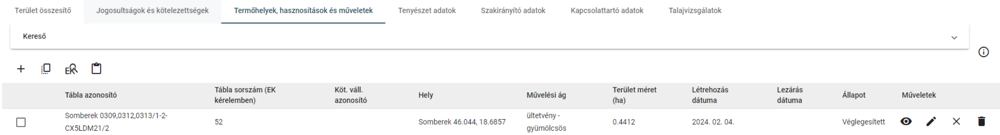 Terület összesítő
Jogosultságok és kötelezettségek
Termőhelyek, hasznosítások és műveletek
Tenyészet adatok
Szakirányító adatok
Kapcsolattartó adatok
Talajvizsgálatok
Kereső
EK
Tábla azonosító
Tábla sorszám (EK
kérelemben)
Köt. váll.
azonosító
Hely
Művelési ág
Terület méret
(ha)
Létrehozás
dátuma
Lezárás
dátuma
Állapot
Műveletek
Somberek 0309,0312,0313/1-2-
CX5LDM21/2
52
Somberek 46.044, 18.6857
ültetvény -
gyümölcsös
0.4412
2024. 02. 04.
Véglegesített